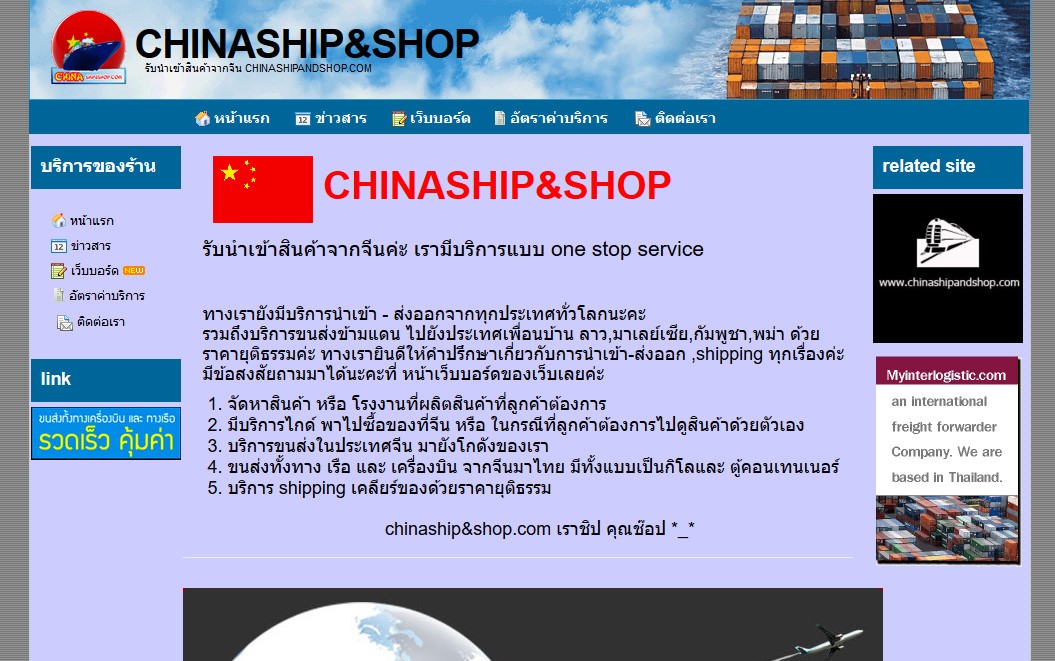 CHINASHIP&SHOP
รับนำเข้าสินค้าจากจีน CHINASHIPANDSHOP.COM
CHINA SHIPSHOP.COM
หน้าแรก
12 ข่าวสาร
เว็บบอร์ด
อัตราค่าบริการ
ติดต่อเรา
บริการของร้าน
หน้าแรก
12 ข่าวสาร
เว็บบอร์ด NEW
อัตราค่าบริการ
ติดต่อเรา
link
ขนส่งทั้งทางเครื่องบิน และ ทางเรือ
รวดเร็ว คุ้มค่า
CHINASHIP&SHOP
รับนำเข้าสินค้าจากจีนค่ะ เรามีบริการแบบ one stop service
ทางเรายังมีบริการนำเข้า - ส่งออกจากทุกประเทศทั่วโลกนะคะ
รวมถึงบริการขนส่งข้ามแดน ไปยังประเทศเพื่อนบ้าน ลาว,มาเลย์เซีย,กัมพูชา,พม่า ด้วย
ราคายุติธรรมค่ะ ทางเรายินดีให้คำปรึกษาเกี่ยวกับการนำเข้า-ส่งออก ,shipping ทุกเรื่องค่ะ
มีข้อสงสัยถามมาได้นะคะที่ หน้าเว็บบอร์ดของเว็บเลยค่ะ
1. จัดหาสินค้า หรือ โรงงานที่ผลิตสินค้าที่ลูกค้าต้องการ
2. มีบริการไกด์ พาไปซื้อของที่จีน หรือ ในกรณีที่ลูกค้าต้องการไปดูสินค้าด้วยตัวเอง
3. บริการขนส่งในประเทศจีน มายังโกดังของเรา
4. ขนส่งทั้งทาง เรือ และ เครื่องบิน จากจีนมาไทย มีทั้งแบบเป็นกิโลและ ตู้คอนเทนเนอร์
5. บริการ shipping เคลียร์ของด้วยราคายุติธรรม
chinaship&shop.com เราชิป คุณช๊อป *_*
related site
www.chinashipandshop.com
Myinterlogistic.com
an international
freight forwarder
Company. We are
based in Thailand.